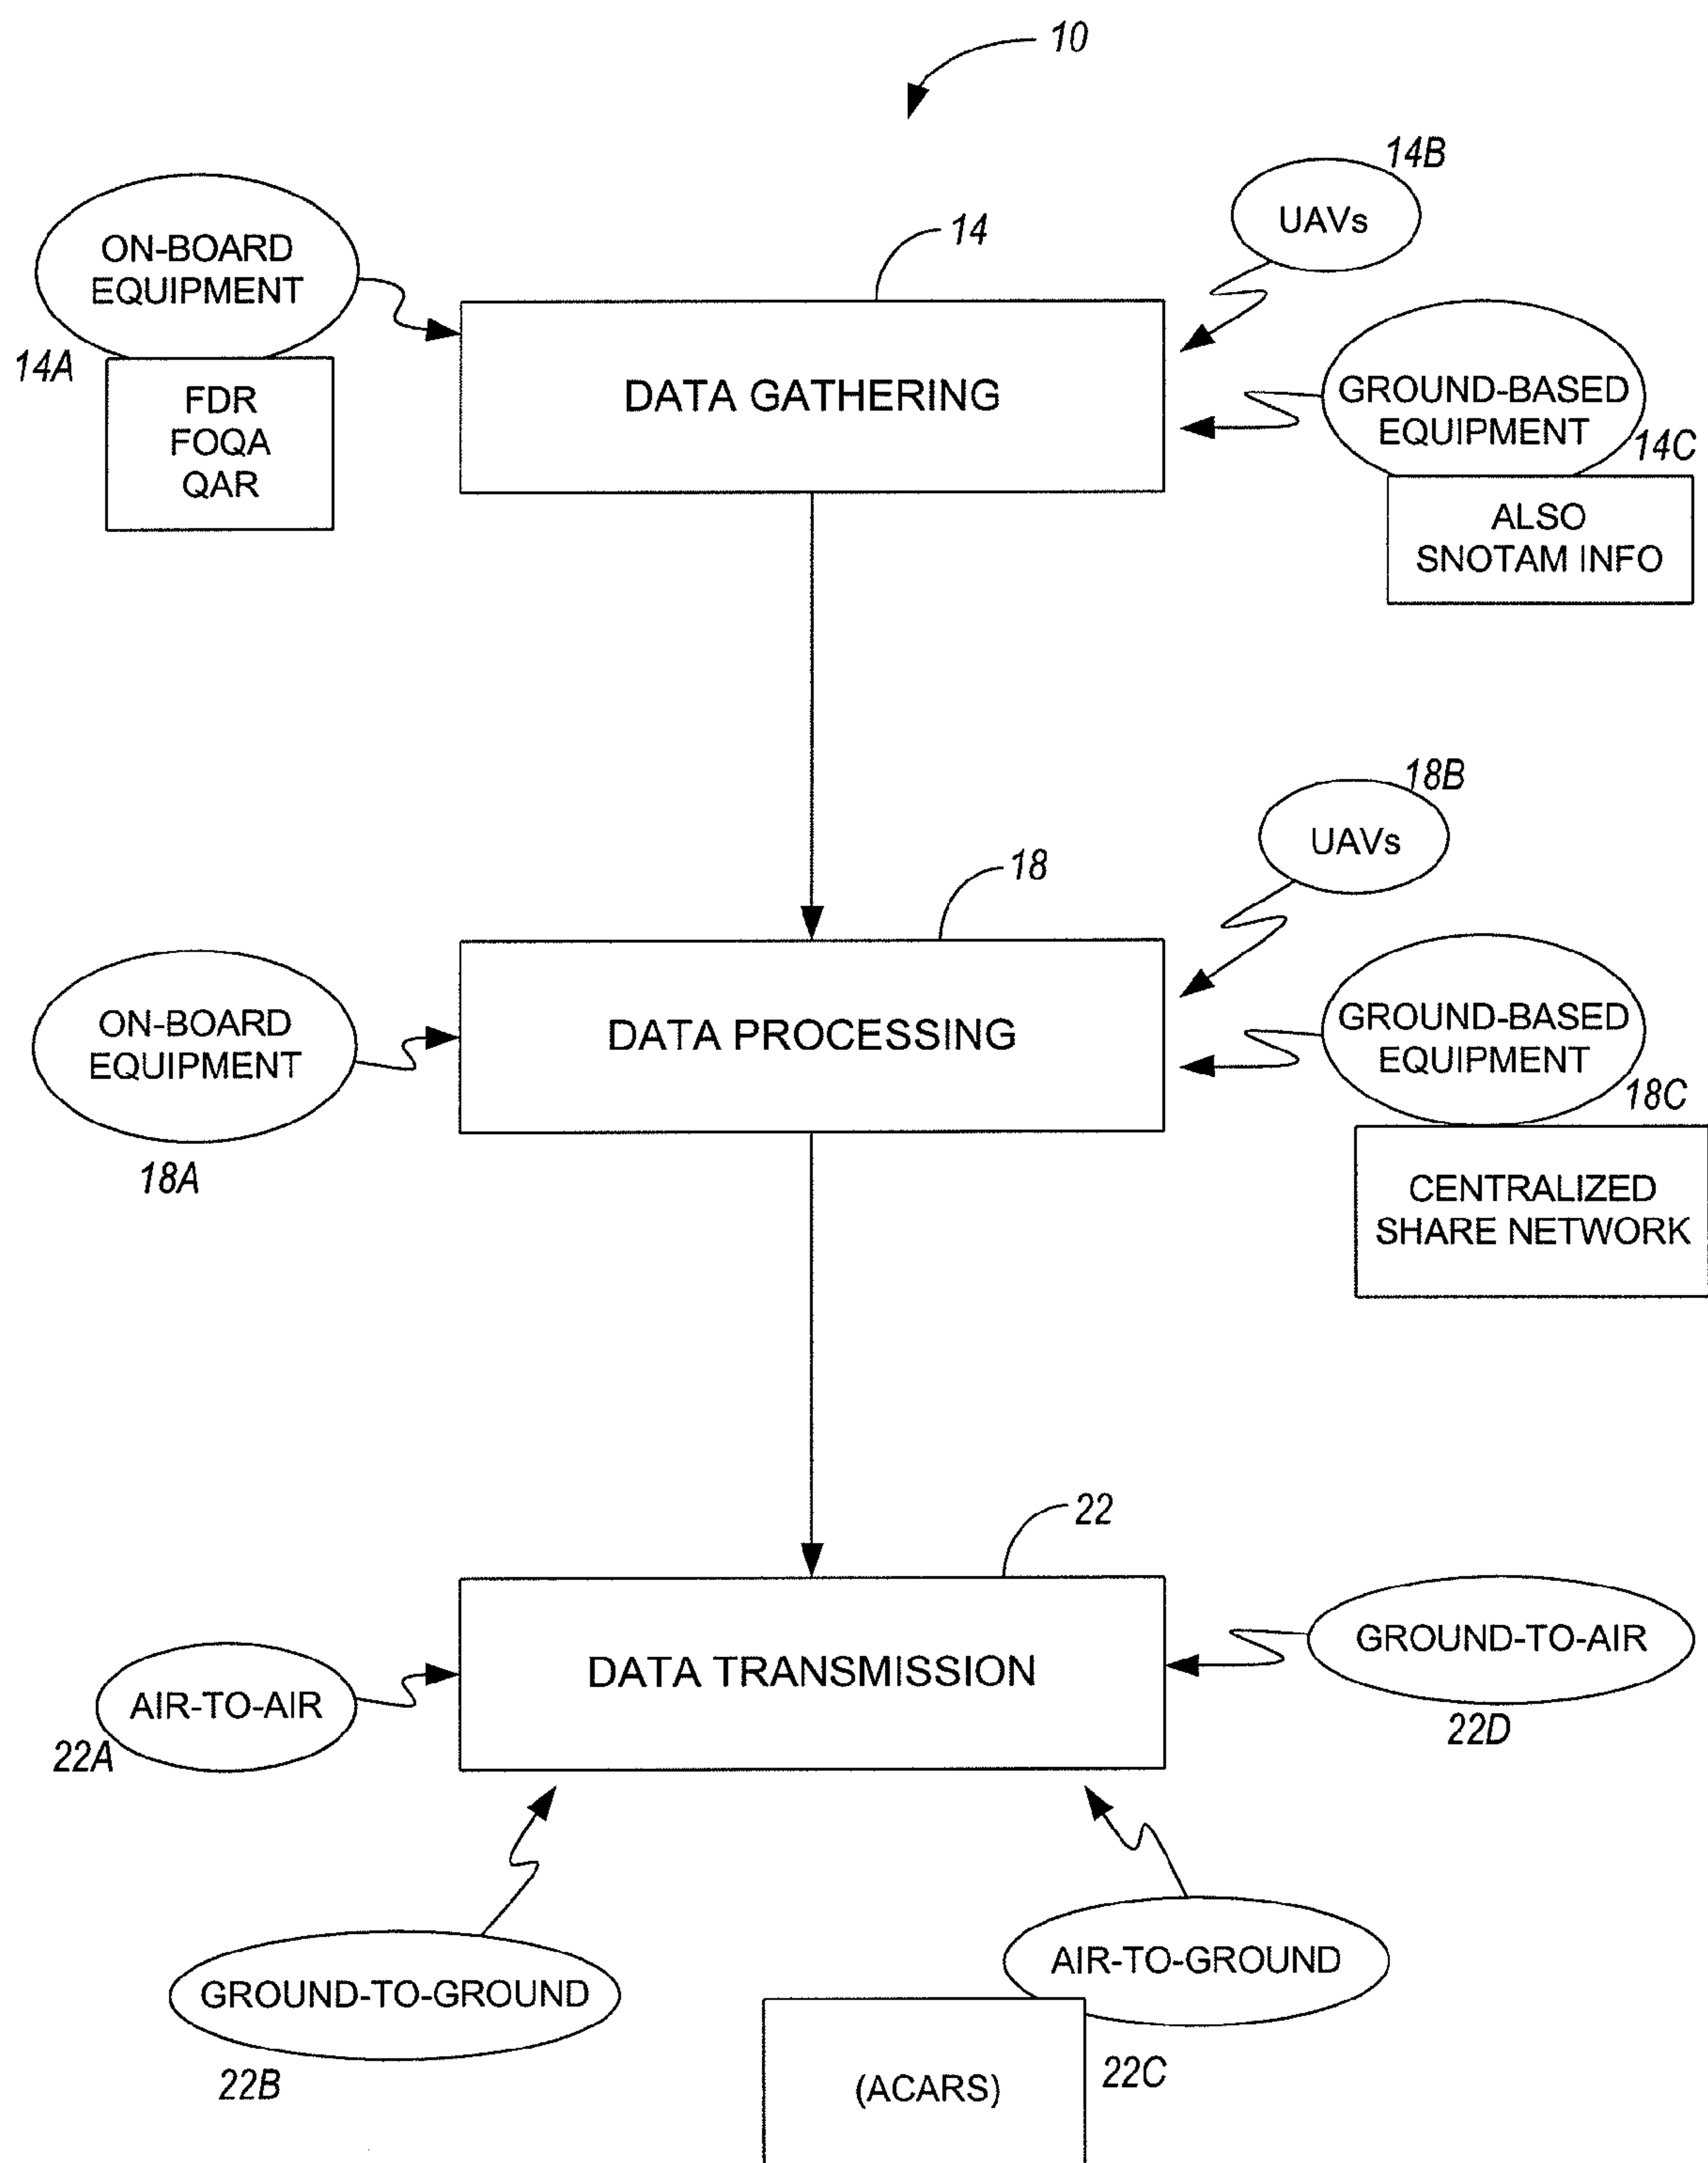 10
14B
UAVs
14
ON-BOARD
EQUIPMENT
14A
FDR
FOQA
QAR
DATA GATHERING
GROUND-BASED
EQUIPMENT
14C
ALSO
SNOTAM INFO
18B
UAVs
18
ON-BOARD
EQUIPMENT
18A
DATA PROCESSING
GROUND-BASED
EQUIPMENT
18C
CENTRALIZED
SHARE NETWORK
22
DATA TRANSMISSION
GROUND-TO-AIR
22D
AIR-TO-AIR
22A
GROUND-TO-GROUND
22B
AIR-TO-GROUND
22C
(ACARS)